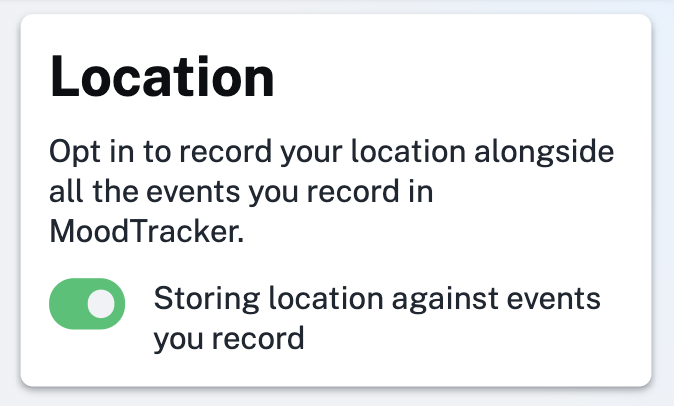 Location
Opt in to record your location alongside
all the events you record in
MoodTracker.
Storing location against events
you record